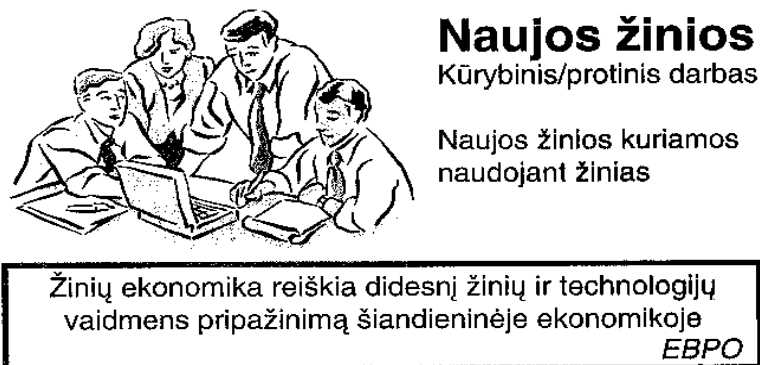 Naujos žinios
Kūrybinis/protinis darbas
Naujos žinios kuriamos
naudojant žinias
Žinių ekonomika reiškia didesnį žinių ir technologijų
vaidmens pripažinimą šiandieninėje ekonomikoje
EBPO